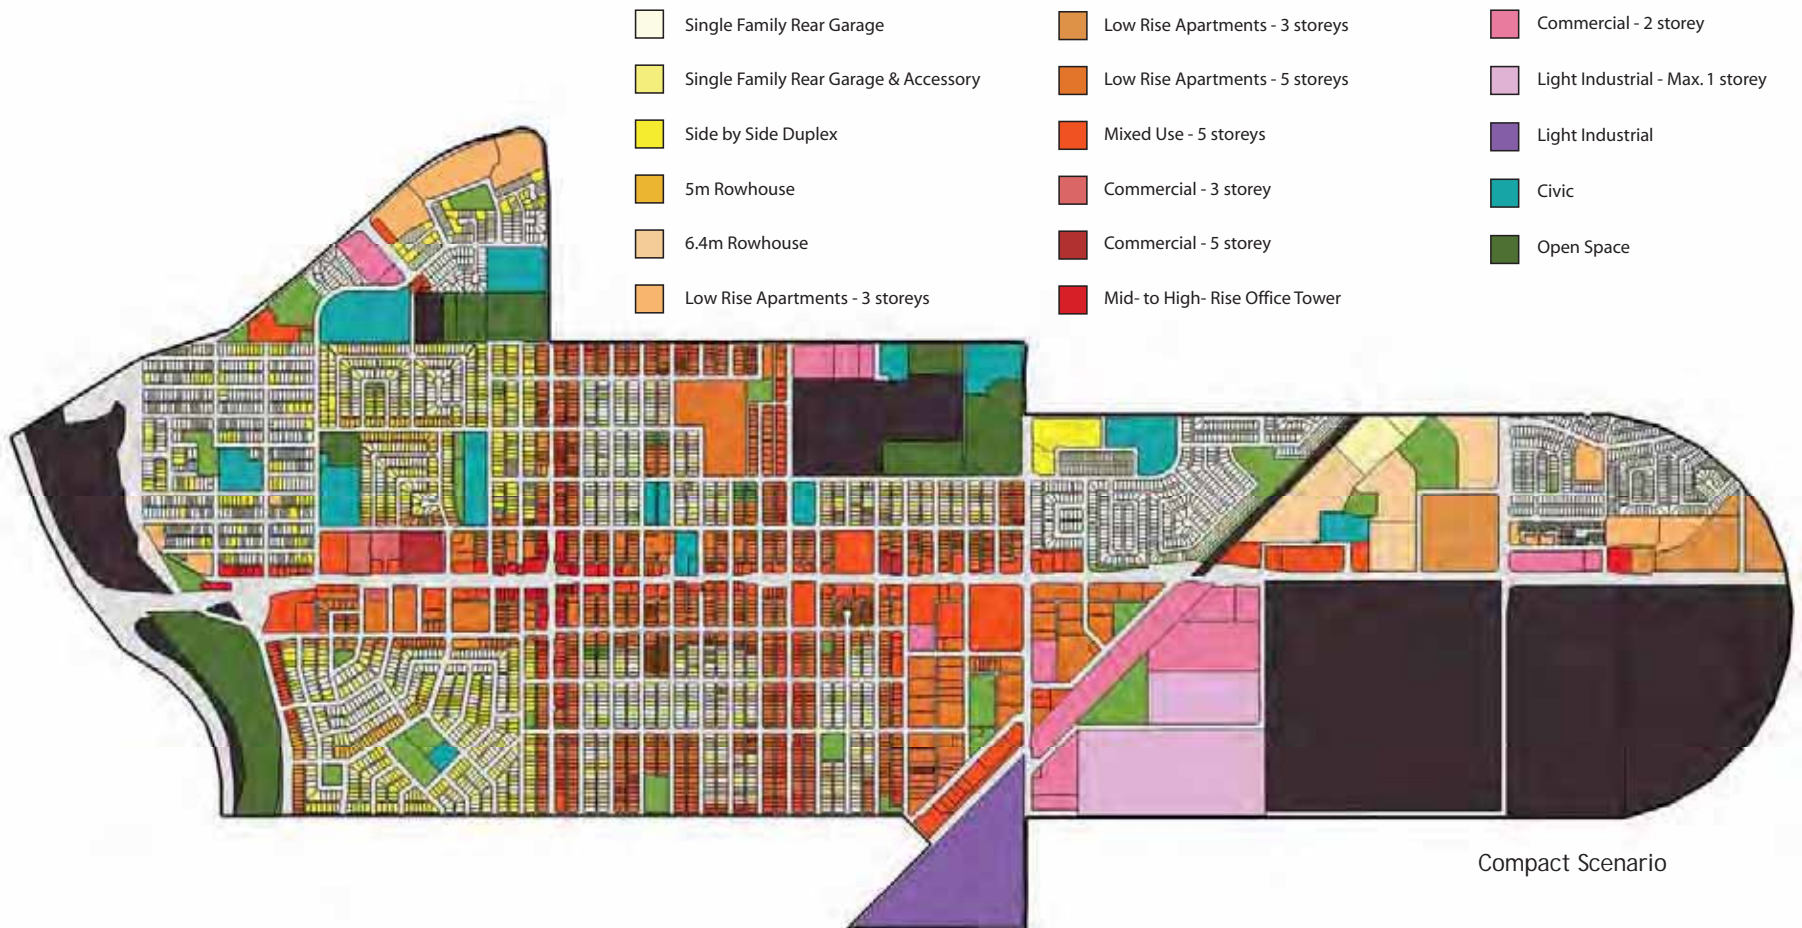 Single Family Rear Garage
Single Family Rear Garage & Accessory
Side by Side Duplex
5m Rowhouse
6.4m Rowhouse
Low Rise Apartments - 3 storeys
Low Rise Apartments - 3 storeys
Low Rise Apartments - 5 storeys
Mixed Use - 5 storeys
Commercial - 3 storey
Commercial - 5 storey
Mid- to High- Rise Office Tower
Commercial - 2 storey
Light Industrial - Max. 1 storey
Light Industrial
Civic
Open Space
Compact Scenario